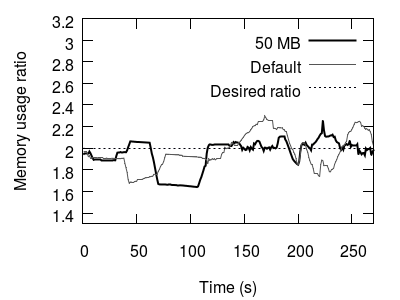 3.2
3
2.8
2.6
2.4
2.2
2
1.8
1.6
1.4
Memory usage ratio
50 MB
Default
Desired ratio
0 50 100 150 200 250
Time (s)